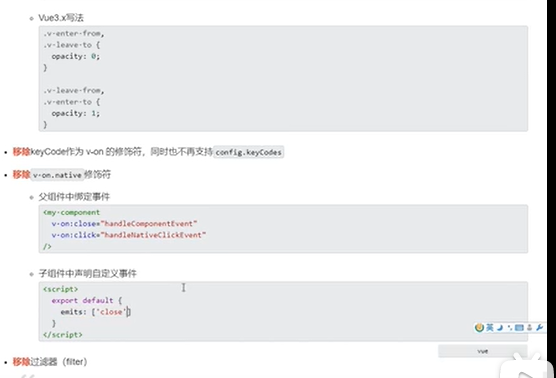 Vue3.x写法
.v-enter-from,
.v-leave-to {
opacity: 0;
}
.v-leave-from,
.v-enter-to {
opacity: 1;
}
移除keyCode作为 v-on 的修饰符，同时也不再支持config.keyCodes
移除v-on.native修饰符
父组件中绑定事件
<my-component
v-on:close="handleComponentEvent"
v-on:click="handleNativeClickEvent"
/>
子组件中声明自定义事件
<script>
export default {
emits: ['close']
}
</script>
英
vue
移除过滤器（filter）